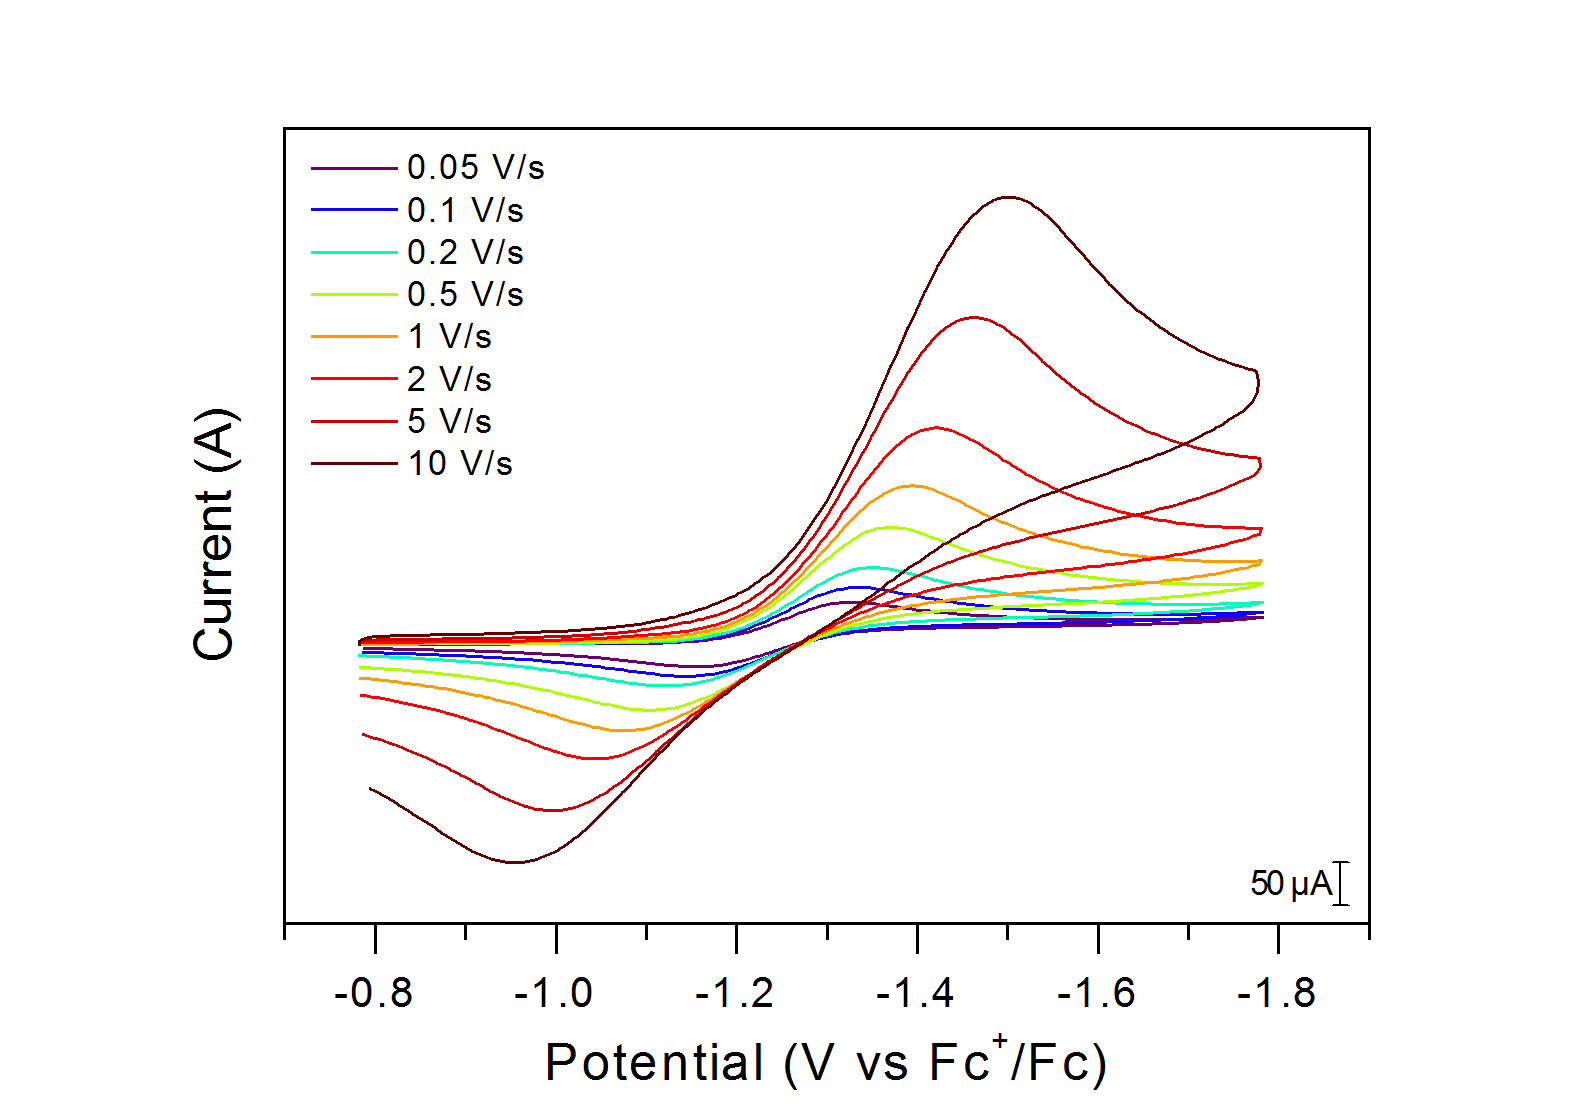 0.05 V/s
0.1 V/s
0.2 V/s
0.5 V/s
1 V/s
2 V/s
5 V/s
10 V/s
Current (A)
50 µA
-0.8 -1.0 -1.2 -1.4 -1.6 -1.8
Potential (V vs Fc⁺/Fc)